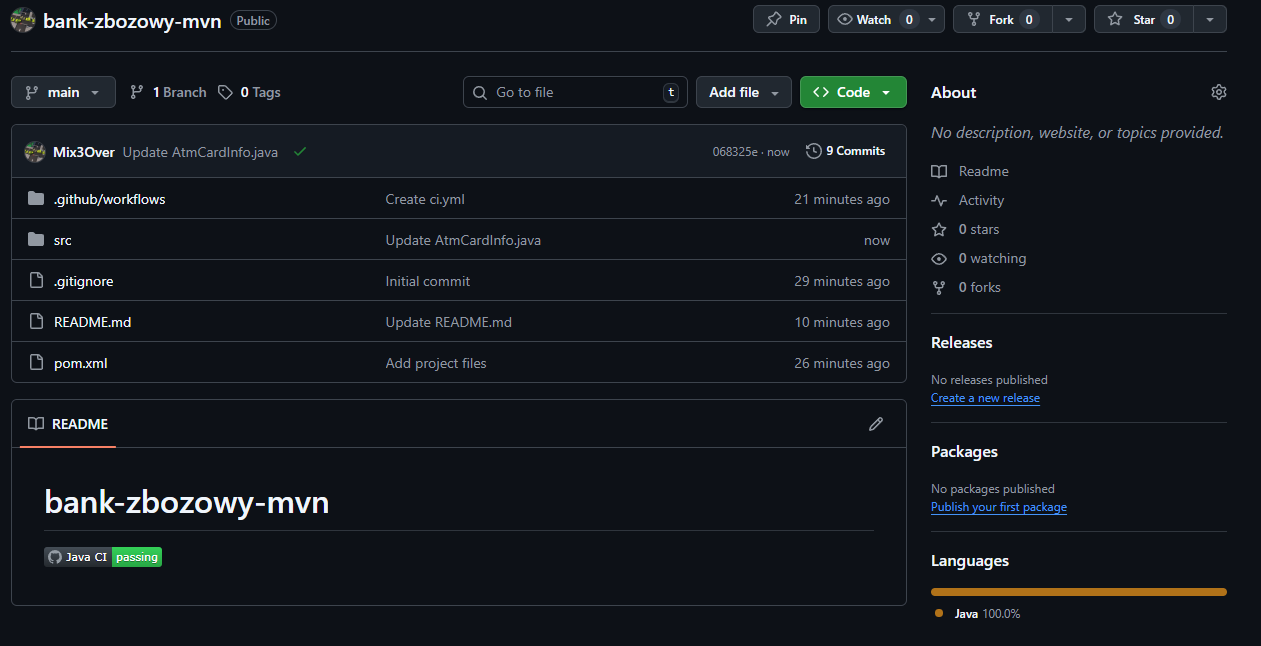 bank-zbozowy-mvn Public Pin Watch 0 Fork 0 Star 0
main 1 Branch 0 Tags Go to file t Add file Code
Mix3Over Update AtmCardInfo.java 068325e · now 9 Commits
.github/workflows Create ci.yml 21 minutes ago
src Update AtmCardInfo.java now
.gitignore Initial commit 29 minutes ago
README.md Update README.md 10 minutes ago
pom.xml Add project files 26 minutes ago
README
bank-zbozowy-mvn
Java CI passing
About
No description, website, or topics provided.
Readme
Activity
0 stars
0 watching
0 forks
Releases
No releases published
Create a new release
Packages
No packages published
Publish your first package
Languages
Java 100.0%